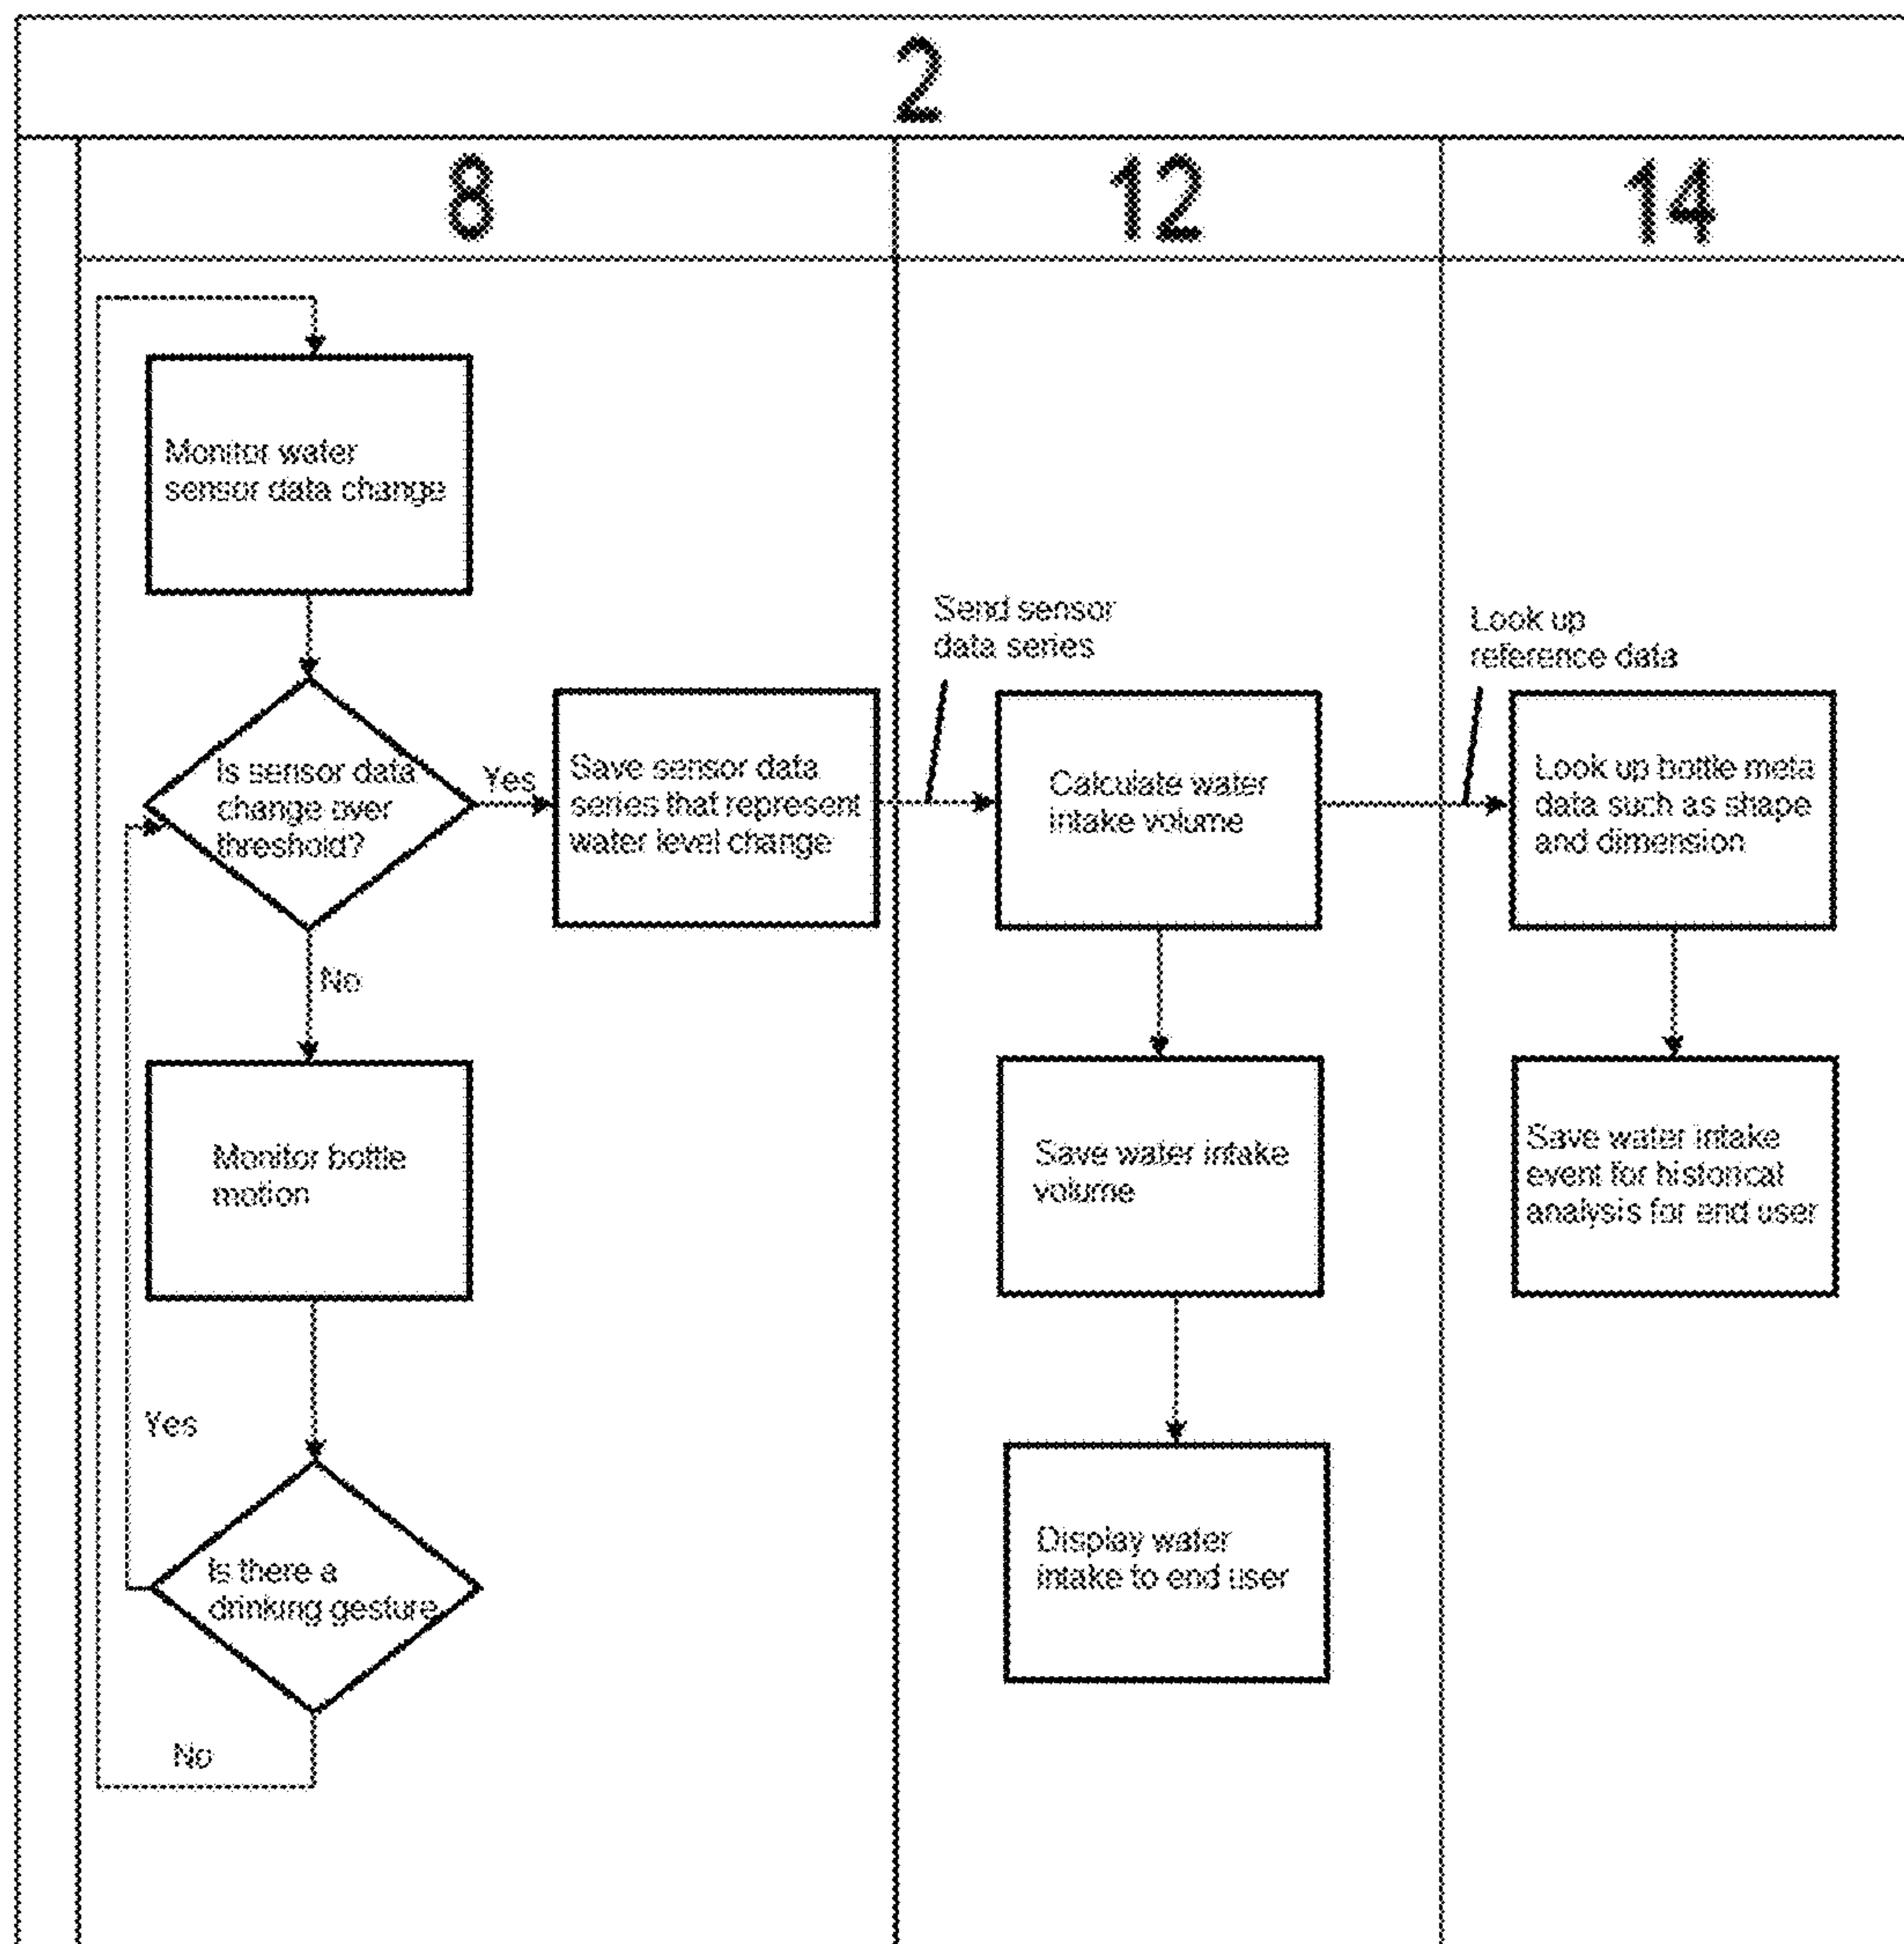 2
8
12
14
Monitor water
sensor data change
Is sensor data
change over
threshold?
Yes
Save sensor data
series that represent
water level change
Send sensor
data series
Calculate water
intake volume
Look up
reference data
Look up bottle meta
data such as shape
and dimension
No
Monitor bottle
motion
Save water intake
volume
Save water intake
event for historical
analysis for end user
Yes
Is there a
drinking gesture
Display water
intake to end user
No